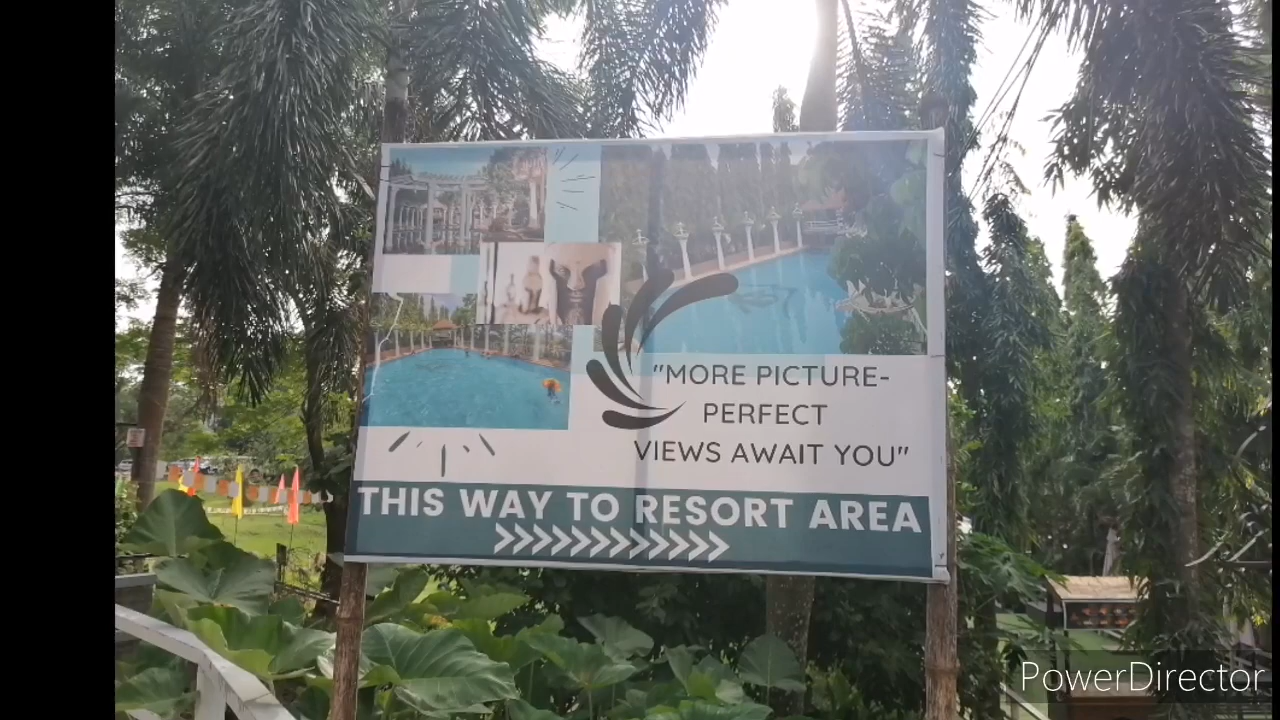 "MORE PICTURE-
PERFECT
VIEWS AWAIT YOU"
THIS WAY TO RESORT AREA
PowerDirector